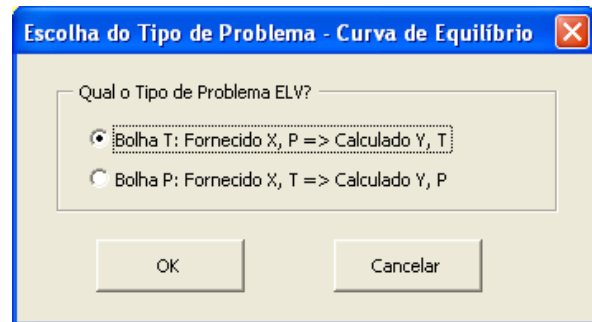 Escolha do Tipo de Problema - Curva de Equilíbrio
Qual o Tipo de Problema ELV?
Bolha T: Fornecido X, P => Calculado Y, T
Bolha P: Fornecido X, T => Calculado Y, P
OK
Cancelar